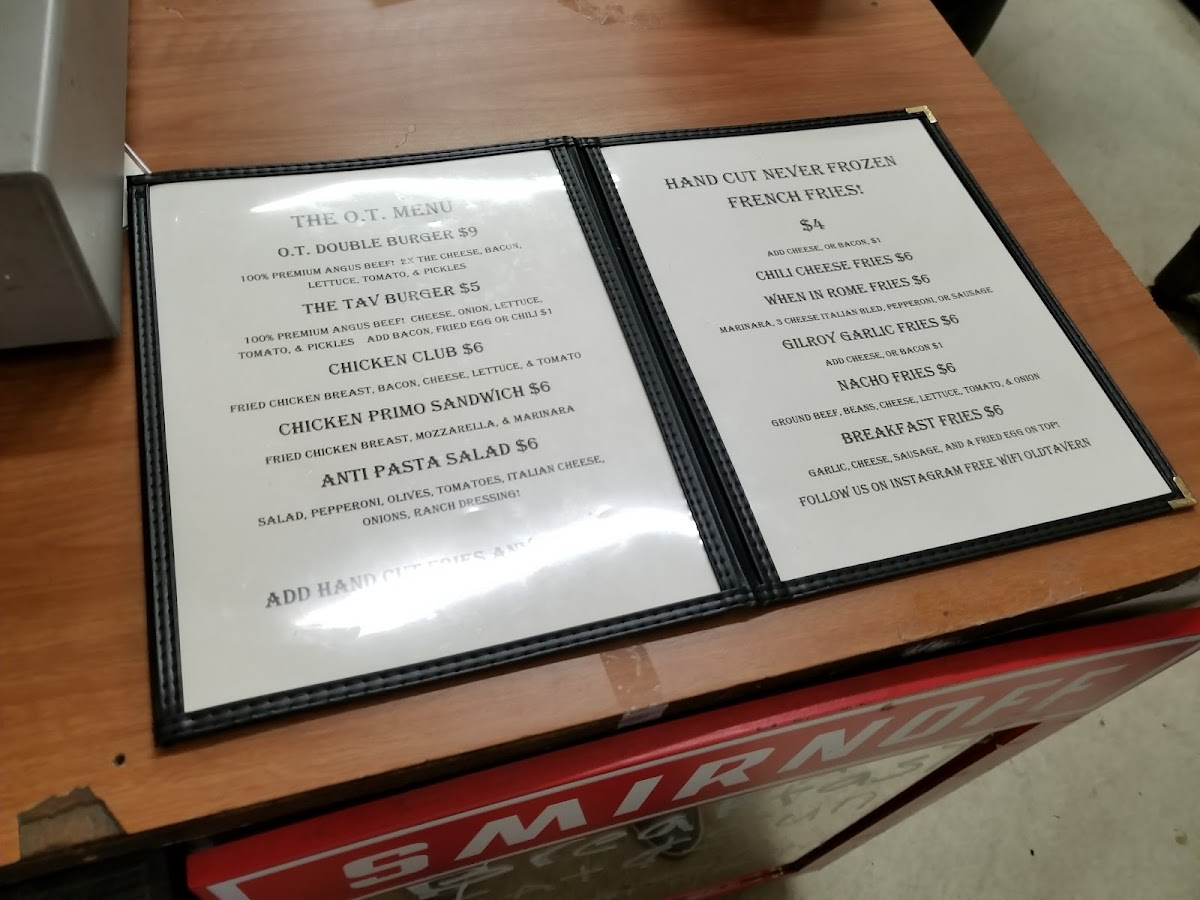 THE O.T. MENU
O.T. DOUBLE BURGER $9
100% PREMIUM ANGUS BEEF! 2X THE CHEESE, BACON,
LETTUCE, TOMATO, & PICKLES
THE TAV BURGER $5
100% PREMIUM ANGUS BEEF! CHEESE, ONION, LETTUCE,
TOMATO, & PICKLES ADD BACON, FRIED EGG OR CHILI $1
CHICKEN CLUB $6
FRIED CHICKEN BREAST, BACON, CHEESE, LETTUCE, & TOMATO
CHICKEN PRIMO SANDWICH $6
FRIED CHICKEN BREAST, MOZZARELLA, & MARINARA
ANTI PASTA SALAD $6
SALAD, PEPPERONI, OLIVES, TOMATOES, ITALIAN CHEESE,
ONIONS, RANCH DRESSING!
ADD HAND CUT FRIES
HAND CUT NEVER FROZEN
FRENCH FRIES!
$4
ADD CHEESE, OR BACON, $1
CHILI CHEESE FRIES $6
WHEN IN ROME FRIES $6
MARINARA, 3 CHEESE ITALIAN BLED, PEPPERONI, OR SAUSAGE
GILROY GARLIC FRIES $6
ADD CHEESE, OR BACON $1
NACHO FRIES $6
GROUND BEEF, BEANS, CHEESE, LETTUCE, TOMATO, & ONION
BREAKFAST FRIES $6
GARLIC, CHEESE, SAUSAGE, AND A FRIED EGG ON TOP!
FOLLOW US ON INSTAGRAM FREE WIFI OLDTAVERN
SMIRNOFF